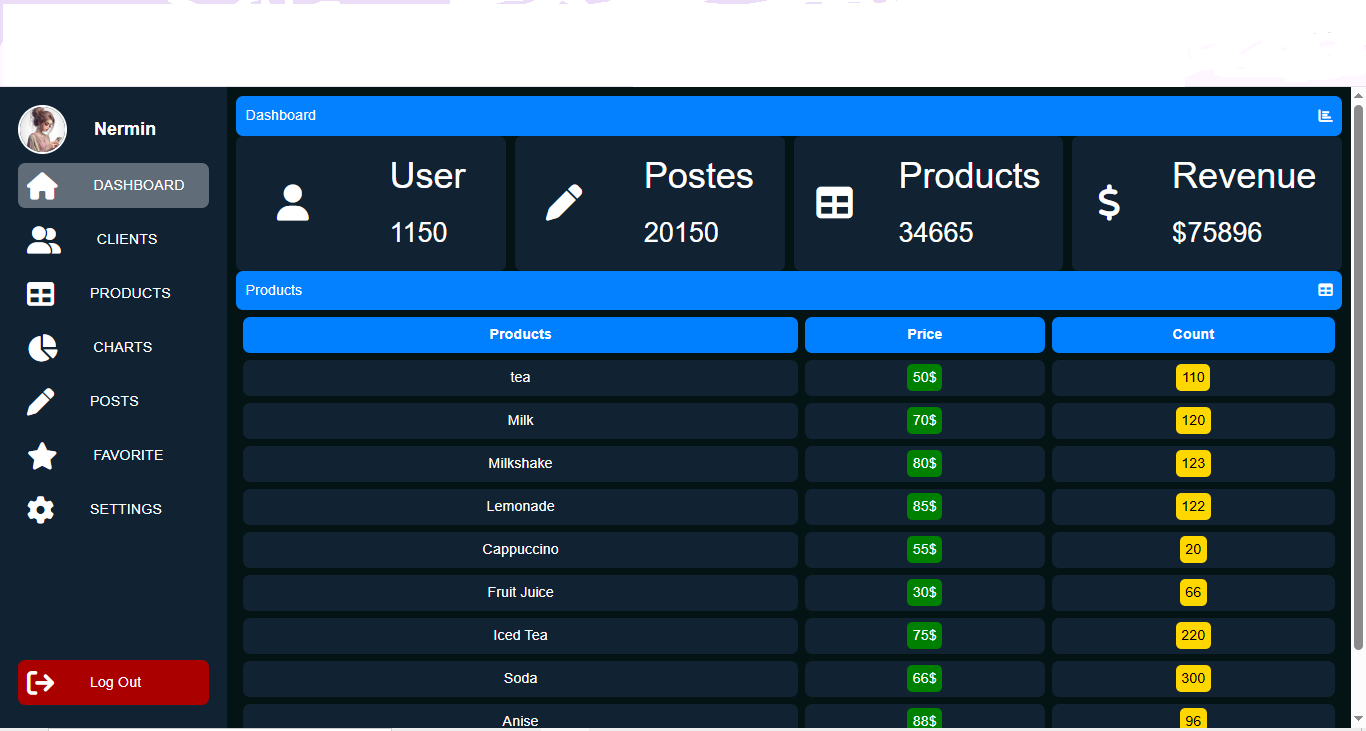 Nermin
DASHBOARD
CLIENTS
PRODUCTS
CHARTS
POSTS
FAVORITE
SETTINGS
Log Out
Dashboard
User
1150
Postes
20150
Products
34665
Revenue
$75896
Products
Products Price Count
tea 50$ 110
Milk 70$ 120
Milkshake 80$ 123
Lemonade 85$ 122
Cappuccino 55$ 20
Fruit Juice 30$ 66
Iced Tea 75$ 220
Soda 66$ 300
Anise 88$ 96